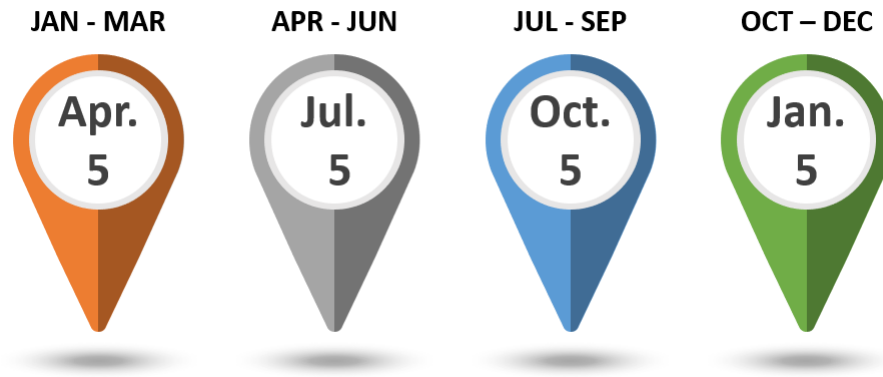 JAN - MAR
APR - JUN
JUL - SEP
OCT – DEC
Apr.
5
Jul.
5
Oct.
5
Jan.
5